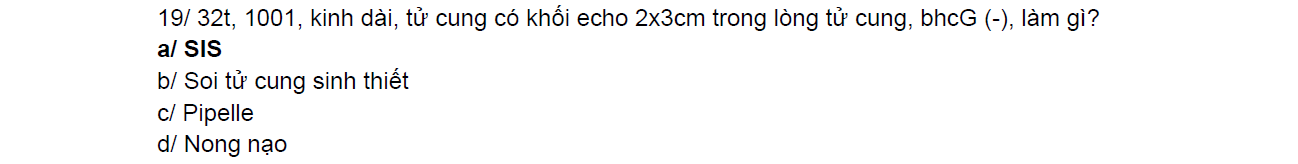 19/ 32t, 1001, kinh dài, tử cung có khối echo 2x3cm trong lòng tử cung, bhcG (-), làm gì?
a/ SIS
b/ Soi tử cung sinh thiết
c/ Pipelle
d/ Nong nạo